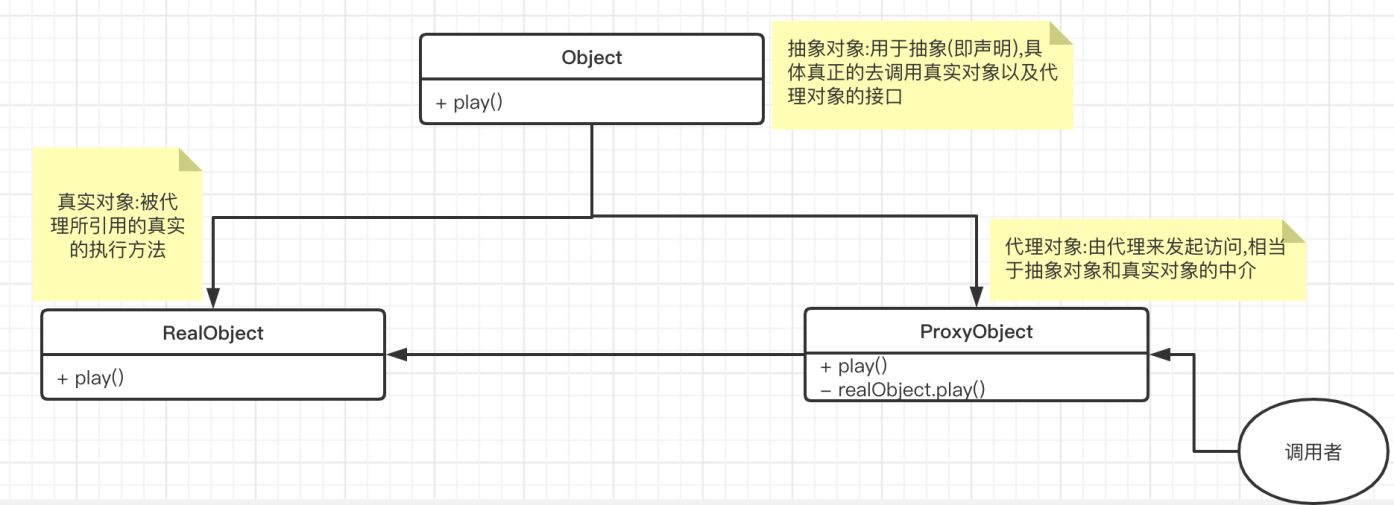 Object
+ play()
抽象对象:用于抽象(即声明),具
体真正的去调用真实对象以及代
理对象的接口
真实对象:被代
理所引用的真实
的执行方法
代理对象:由代理来发起访问,相当
于抽象对象和真实对象的中介
RealObject
+ play()
ProxyObject
+ play()
– realObject.play()
调用者